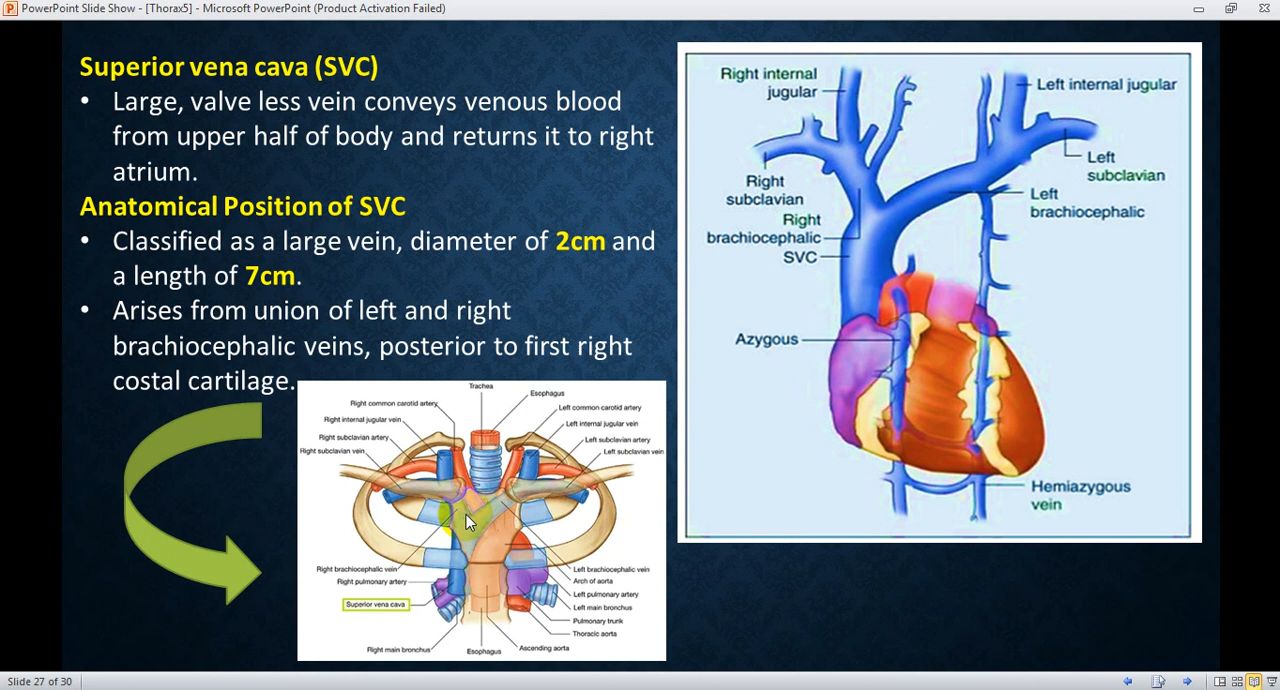 PowerPoint Slide Show - [Thorax5] - Microsoft PowerPoint (Product Activation Failed)
Superior vena cava (SVC)
• Large, valve less vein conveys venous blood
from upper half of body and returns it to right
atrium.
Anatomical Position of SVC
• Classified as a large vein, diameter of 2cm and
a length of 7cm.
• Arises from union of left and right
brachiocephalic veins, posterior to first right
costal cartilage.
Right internal
jugular
Left internal jugular
Left
subclavian
Right
subclavian
Left
brachiocephalic
Right
brachiocephalic
SVC
Azygous
Hemiazygous
vein
Trachea
Esophagus
Right common carotid artery
Left common carotid artery
Right internal jugular vein
Left internal jugular vein
Right subclavian artery
Left subclavian artery
Right subclavian vein
Left subclavian vein
Right brachiocephalic vein
Left brachiocephalic vein
Right pulmonary artery
Arch of aorta
Left pulmonary artery
Superior vena cava
Left main bronchus
Pulmonary trunk
Thoracic aorta
Right main bronchus
Esophagus
Ascending aorta
Slide 27 of 30